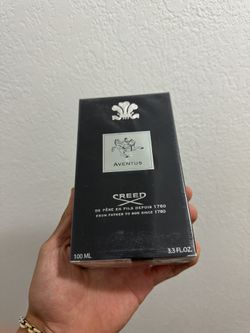 AVENTUS
CREED
DE PÈRE EN FILS DEPUIS 1760
FROM FATHER TO SON SINCE 1760
100 ML 3.3 FL.OZ.